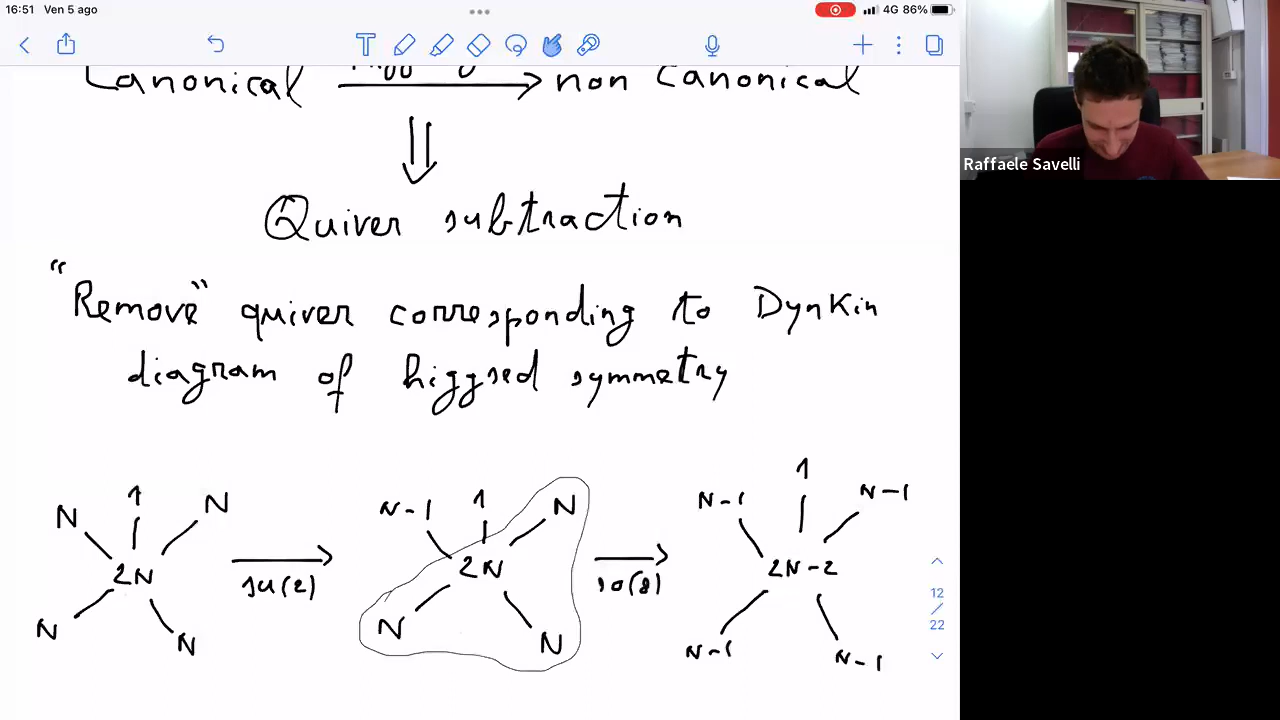 16:51 Ven 5 ago
4G 86%
Canonical non Canonical
Quiver subtraction
"Remove" quiver corresponding to Dynkin
diagram of higgsed symmetry
N 1 N
2N
N N
su(2)
N-1 1 N
2N
N N
so(8)
N-1 1 N-1
2N-2
N-1 N-1
12
/
22
Raffaele Savelli